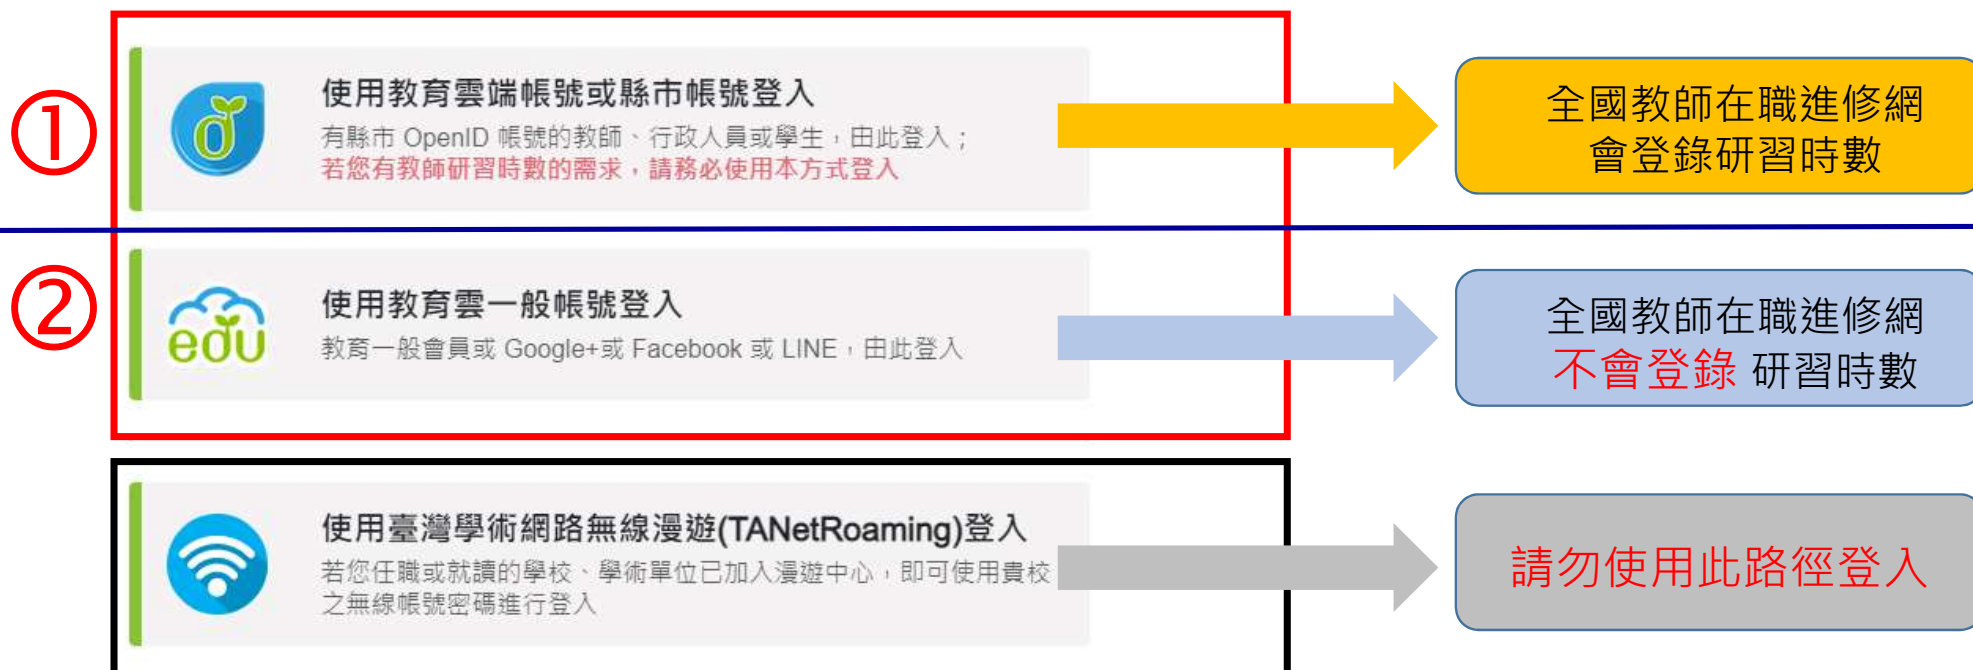 ①
使用教育雲端帳號或縣市帳號登入
有縣市 OpenID 帳號的教師、行政人員或學生，由此登入；
若您有教師研習時數的需求，請務必使用本方式登入
全國教師在職進修網
會登錄研習時數
②
edu
使用教育雲一般帳號登入
教育一般會員或 Google+或 Facebook 或 LINE，由此登入
全國教師在職進修網
不會登錄 研習時數
使用臺灣學術網路無線漫遊(TANetRoaming)登入
若您任職或就讀的學校、學術單位已加入漫遊中心，即可使用貴校
之無線帳號密碼進行登入
請勿使用此路徑登入